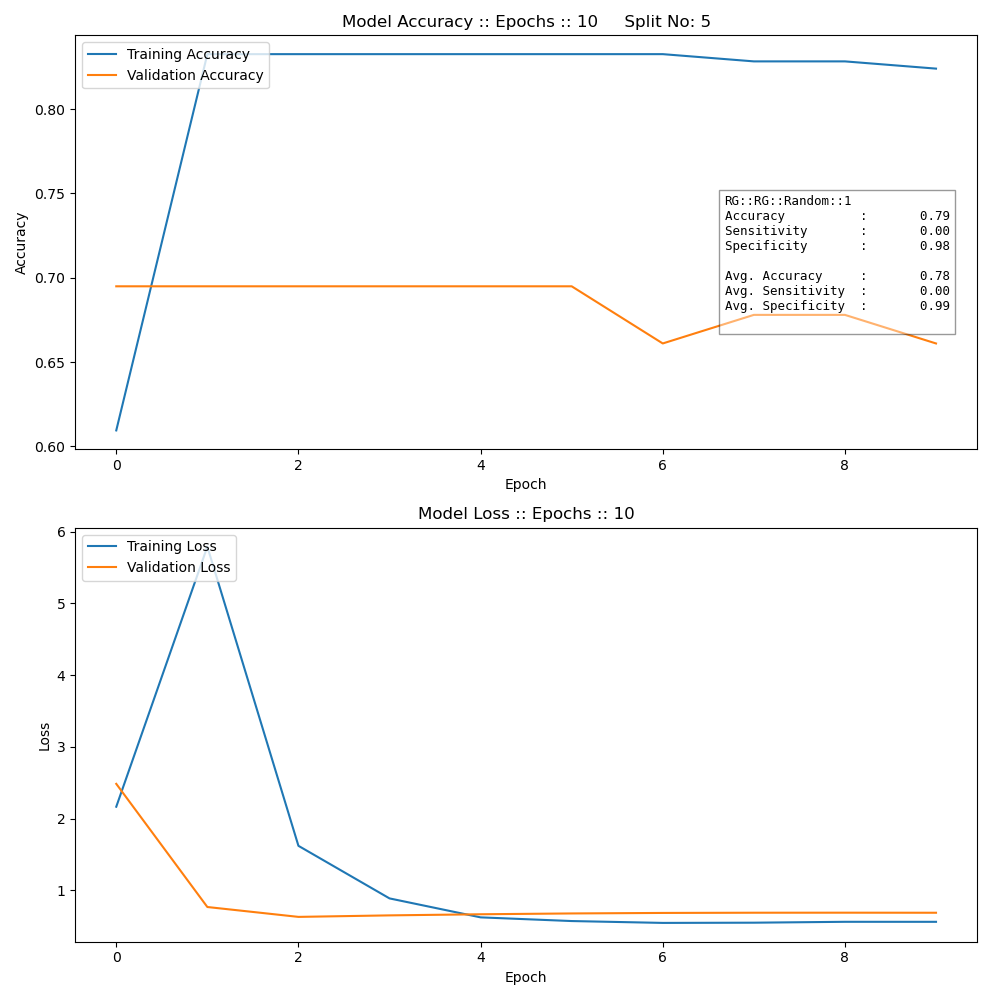 Model Accuracy :: Epochs :: 10     Split No: 5
Training Accuracy
Validation Accuracy
Accuracy
0.80
0.75
0.70
0.65
0.60
RG::RG::Random::1
Accuracy          :       0.79
Sensitivity       :       0.00
Specificity       :       0.98
Avg. Accuracy     :       0.78
Avg. Sensitivity  :       0.00
Avg. Specificity  :       0.99
0 2 4 6 8
Epoch
Model Loss :: Epochs :: 10
Training Loss
Validation Loss
Loss
6
5
4
3
2
1
0 2 4 6 8
Epoch